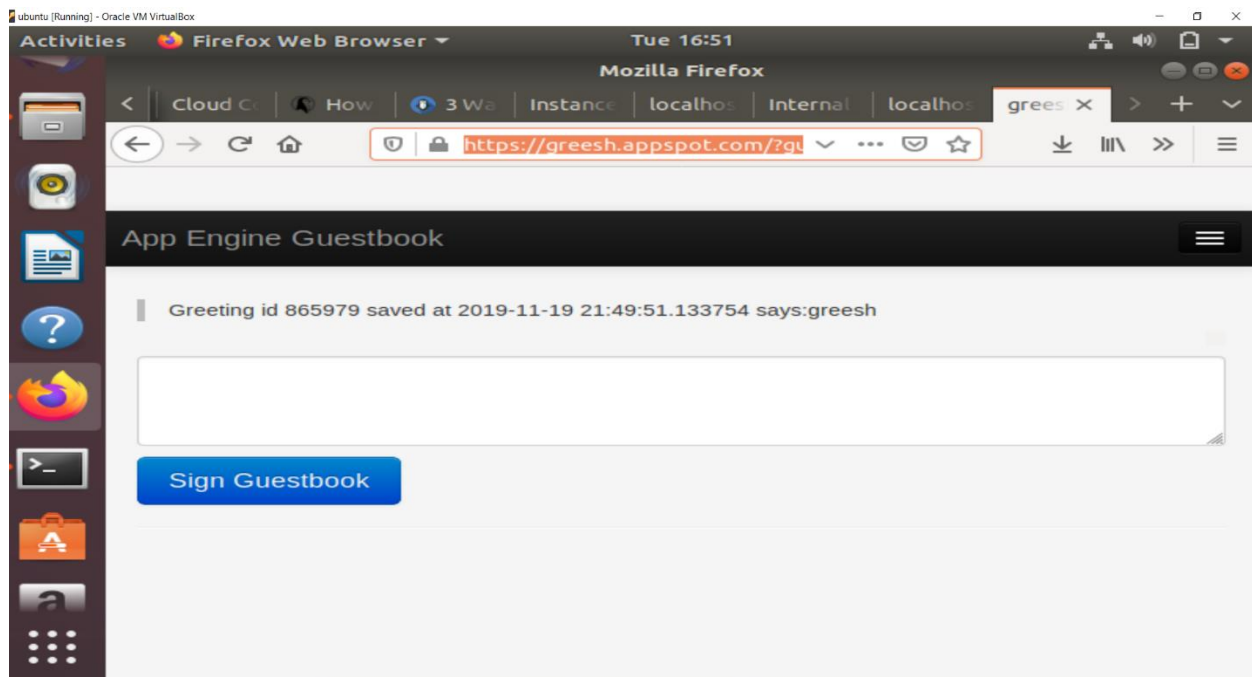 ubuntu [Running] - Oracle VM VirtualBox
Activities Firefox Web Browser Tue 16:51
Mozilla Firefox
Cloud Co How 3 Wa Instance localhos Internal localhos grees
https://greesh.appspot.com/?gu
App Engine Guestbook
Greeting id 865979 saved at 2019-11-19 21:49:51.133754 says:greesh
Sign Guestbook